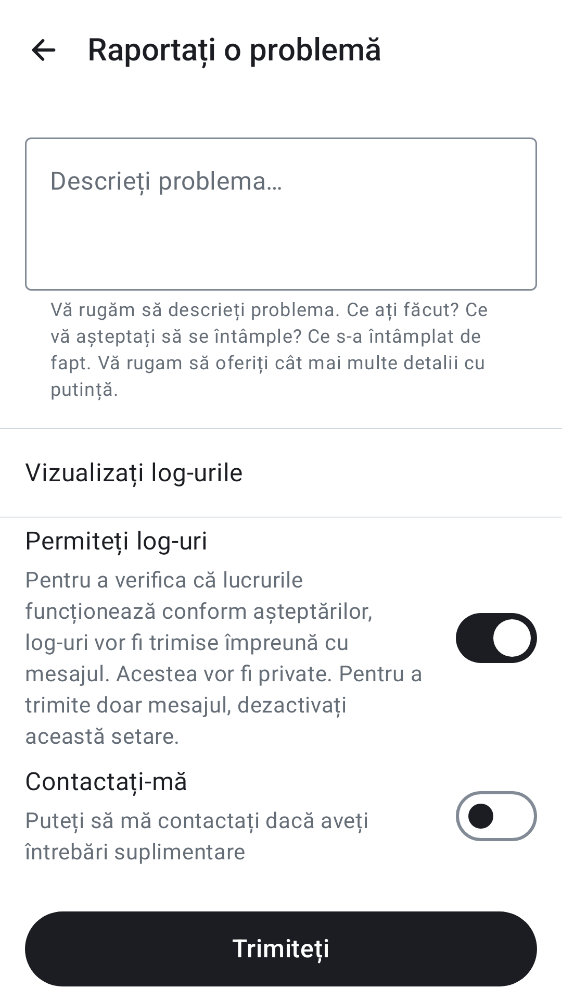 Raportați o problemă
Descrieți problema…
Vă rugăm să descrieți problema. Ce ați făcut? Ce
vă așteptați să se întâmple? Ce s-a întâmplat de
fapt. Vă rugam să oferiți cât mai multe detalii cu
putință.
Vizualizați log-urile
Permiteți log-uri
Pentru a verifica că lucrurile
funcționează conform așteptărilor,
log-uri vor fi trimise împreună cu
mesajul. Acestea vor fi private. Pentru a
trimite doar mesajul, dezactivați
această setare.
Contactați-mă
Puteți să mă contactați dacă aveți
întrebări suplimentare
Trimiteți